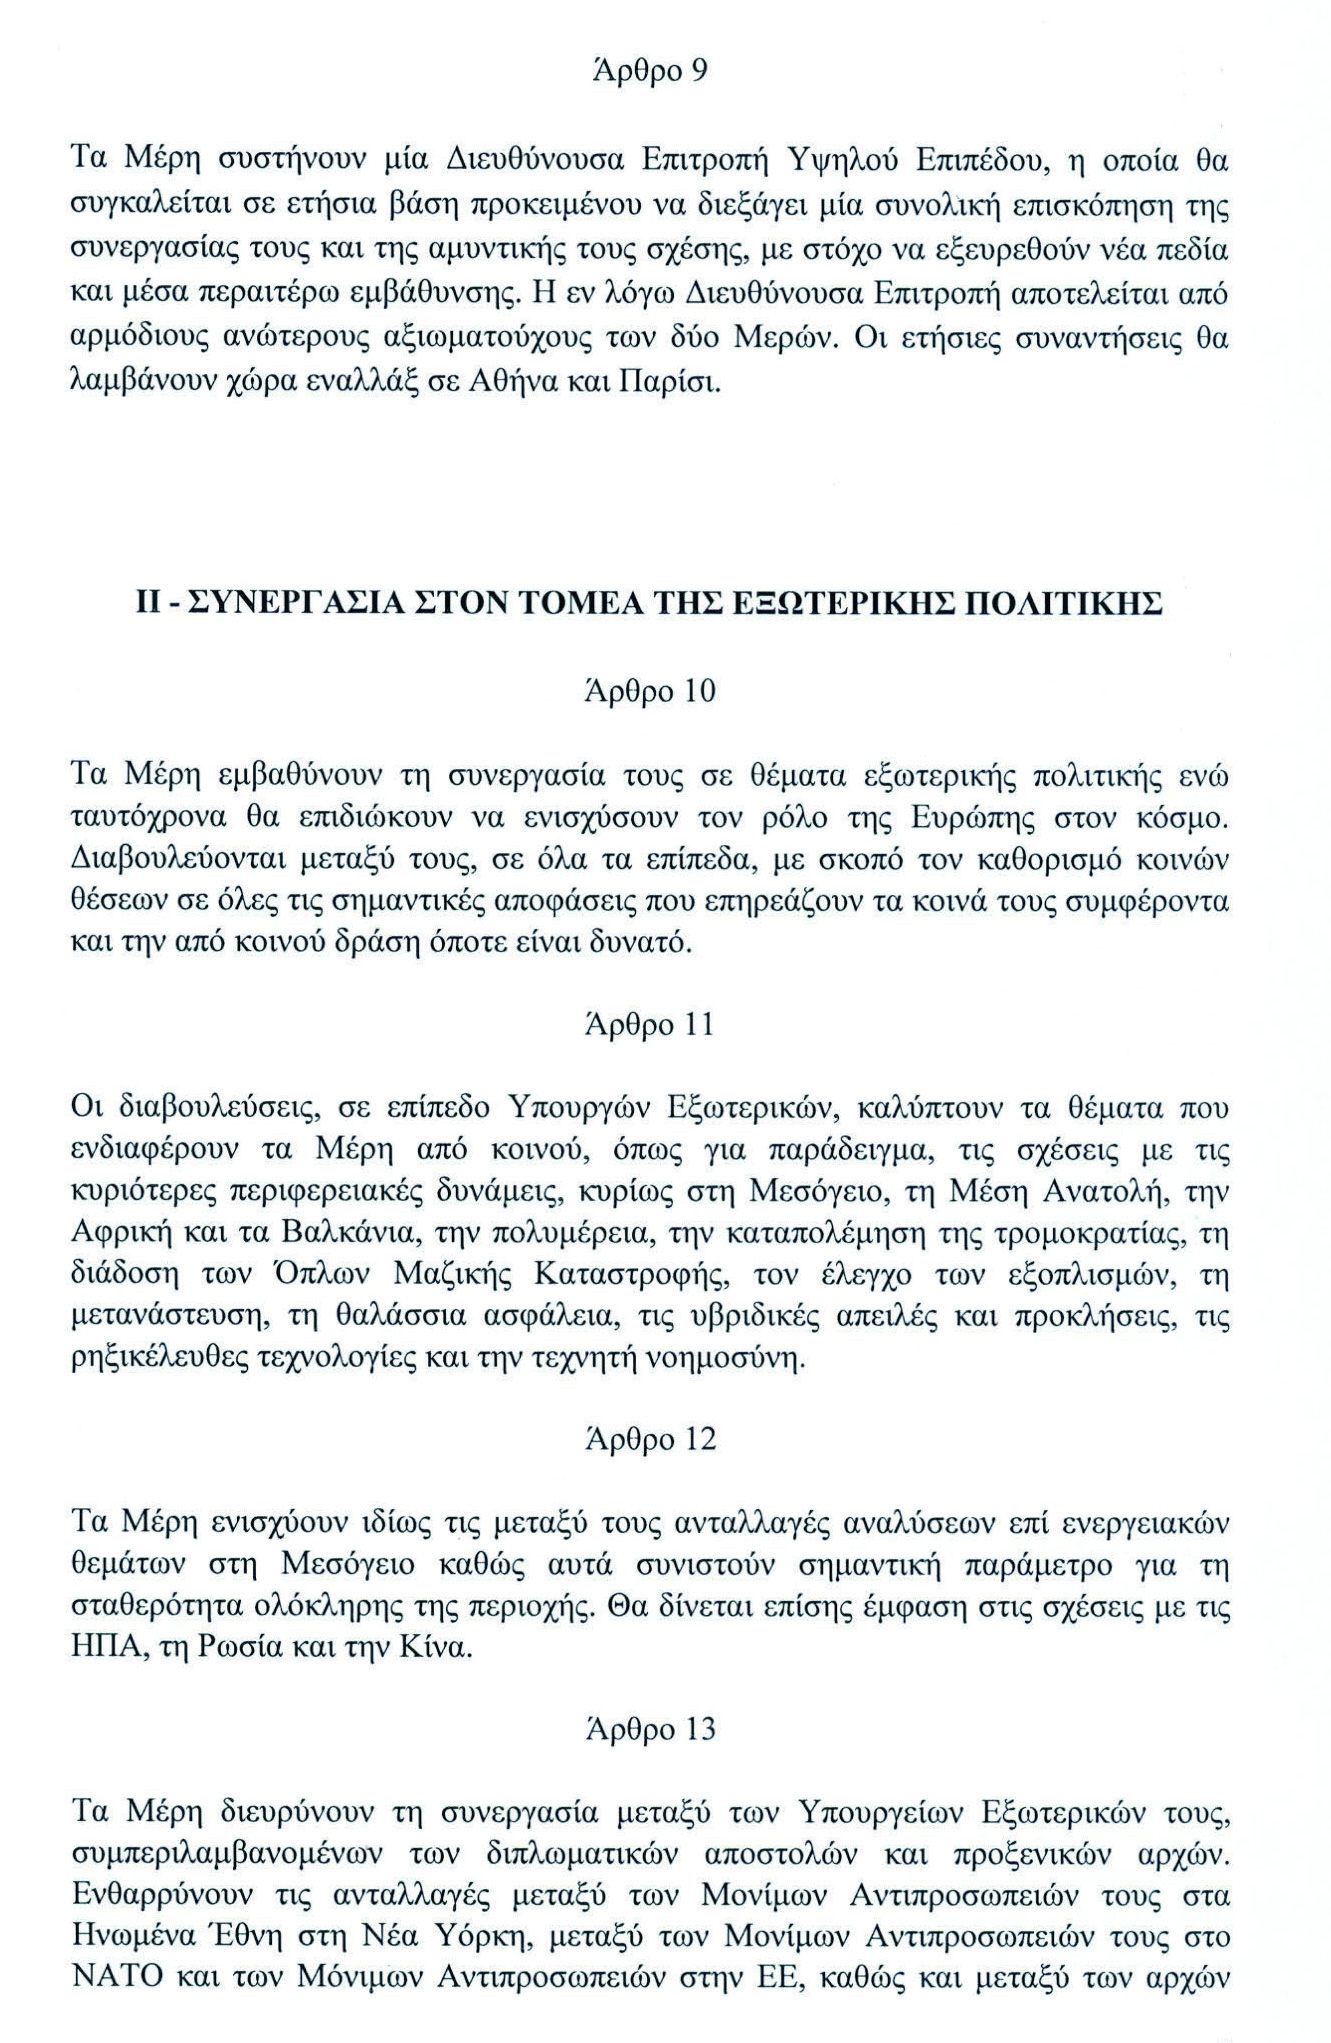 Άρθρο 9
Τα Μέρη συστήνουν μία Διευθύνουσα Επιτροπή Υψηλού Επιπέδου, η οποία θα
συγκαλείται σε ετήσια βάση προκειμένου να διεξάγει μία συνολική επισκόπηση της
συνεργασίας τους και της αμυντικής τους σχέσης, με στόχο να εξευρεθούν νέα πεδία
και μέσα περαιτέρω εμβάθυνσης. Η εν λόγω Διευθύνουσα Επιτροπή αποτελείται από
αρμόδιους ανώτερους αξιωματούχους των δύο Μερών. Οι ετήσιες συναντήσεις θα
λαμβάνουν χώρα εναλλάξ σε Αθήνα και Παρίσι.
ΙΙ - ΣΥΝΕΡΓΑΣΙΑ ΣΤΟΝ ΤΟΜΕΑ ΤΗΣ ΕΞΩΤΕΡΙΚΗΣ ΠΟΛΙΤΙΚΗΣ
Άρθρο 10
Τα Μέρη εμβαθύνουν τη συνεργασία τους σε θέματα εξωτερικής πολιτικής ενώ
ταυτόχρονα θα επιδιώκουν να ενισχύσουν τον ρόλο της Ευρώπης στον κόσμο.
Διαβουλεύονται μεταξύ τους, σε όλα τα επίπεδα, με σκοπό τον καθορισμό κοινών
θέσεων σε όλες τις σημαντικές αποφάσεις που επηρεάζουν τα κοινά τους συμφέροντα
και την από κοινού δράση όποτε είναι δυνατό.
Άρθρο 11
Οι διαβουλεύσεις, σε επίπεδο Υπουργών Εξωτερικών, καλύπτουν τα θέματα που
ενδιαφέρουν τα Μέρη από κοινού, όπως για παράδειγμα, τις σχέσεις με τις
κυριότερες περιφερειακές δυνάμεις, κυρίως στη Μεσόγειο, τη Μέση Ανατολή, την
Αφρική και τα Βαλκάνια, την πολυμέρεια, την καταπολέμηση της τρομοκρατίας, τη
διάδοση των Όπλων Μαζικής Καταστροφής, τον έλεγχο των εξοπλισμών, τη
μετανάστευση, τη θαλάσσια ασφάλεια, τις υβριδικές απειλές και προκλήσεις, τις
ρηξικέλευθες τεχνολογίες και την τεχνητή νοημοσύνη.
Άρθρο 12
Τα Μέρη ενισχύουν ιδίως τις μεταξύ τους ανταλλαγές αναλύσεων επί ενεργειακών
θεμάτων στη Μεσόγειο καθώς αυτά συνιστούν σημαντική παράμετρο για τη
σταθερότητα ολόκληρης της περιοχής. Θα δίνεται επίσης έμφαση στις σχέσεις με τις
ΗΠΑ, τη Ρωσία και την Κίνα.
Άρθρο 13
Τα Μέρη διευρύνουν τη συνεργασία μεταξύ των Υπουργείων Εξωτερικών τους,
συμπεριλαμβανομένων των διπλωματικών αποστολών και προξενικών αρχών.
Ενθαρρύνουν τις ανταλλαγές μεταξύ των Μονίμων Αντιπροσωπειών τους στα
Ηνωμένα Έθνη στη Νέα Υόρκη, μεταξύ των Μονίμων Αντιπροσωπειών τους στο
ΝΑΤΟ και των Μόνιμων Αντιπροσωπειών στην ΕΕ, καθώς και μεταξύ των αρχών